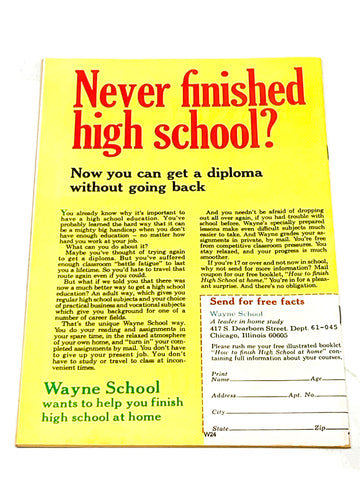 Never finished
high school?
Now you can get a diploma
without going back
You already know why it's important to
have a high school education. You've
probably learned the hard way that it can
be a mighty big handicap when you don't
have enough education – no matter how
hard you work at your job.
What can you do about it?
Maybe you've thought of trying again
to get a diploma. But you've suffered
enough classroom "battle fatigue" to last
you a lifetime. So you'd hate to travel that
route again even if you could.
But what if we told you that there was
now a much better way to get a high school
education? An adult way, which gives you
regular high school subjects and your choice
of practical business and vocational subjects
which give you background for one of a
number of career fields.
That's the unique Wayne School way.
You do your reading and assignments in
your spare time, in the relaxed atmosphere
of your own home, and "turn in" your com-
pleted assignments by mail. You don't have
to give up your present job. You don't
have to study or travel to class at incon-
venient times.
Wayne School
wants to help you finish
high school at home
And you needn't be afraid of dropping
out all over again, if you had trouble with
school before. Wayne's specially prepared
lessons make even difficult subjects much
easier to take. And Wayne grades your as-
signments in private, by mail. You're free
from competitive classroom pressures. You
stay relaxed, and your progress is much
smoother.
If you're 17 or over and not now in school,
why not send for more information? Mail
coupon for our free booklet, "How to finish
High School at home." You're in for a pleas-
ant surprise. And there's no obligation.
Send for free facts
Wayne School
A leader in home study
417 S. Dearborn Street, Dept. 61-045
Chicago, Illinois 60605
Please rush me your free illustrated booklet
"How to finish High School at home" con-
taining full information about your courses.
Print
Name Age
Address Apt. No.
City
State Zip
W24